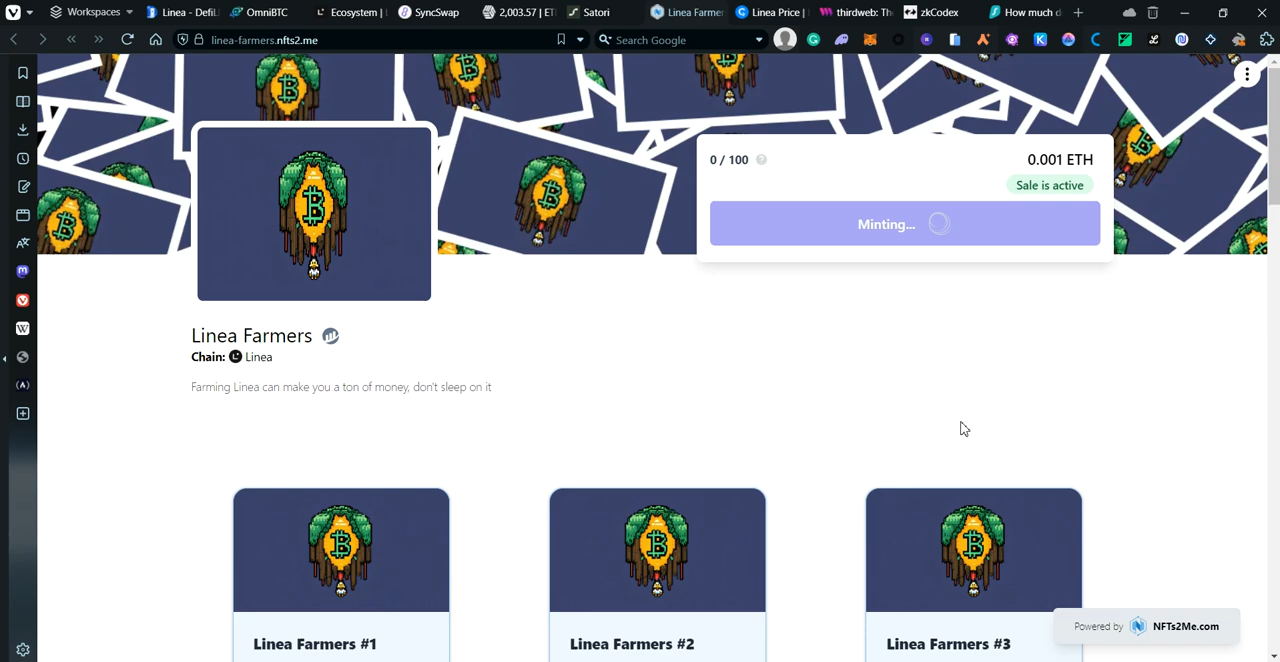 Workspaces
Linea - DefiL
OmniBTC
Ecosystem |
SyncSwap
2,003.57 | ET
Satori
Linea Farmer
Linea Price |
thirdweb: The
zkCodex
How much d
linea-farmers.nfts2.me
Search Google
0 / 100
0.001 ETH
Sale is active
Minting...
Linea Farmers
Chain: Linea
Farming Linea can make you a ton of money, don't sleep on it
Linea Farmers #1
Linea Farmers #2
Linea Farmers #3
Powered by NFTs2Me.com